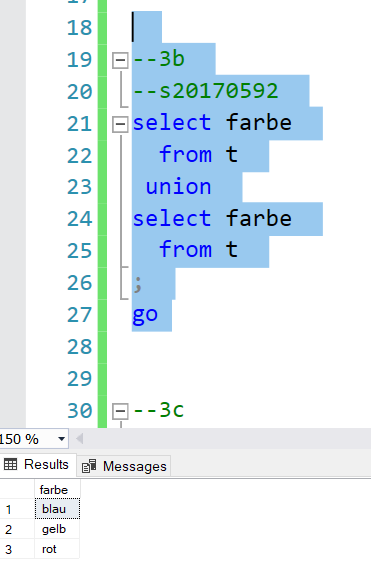 17
18
19 --3b
20 --s20170592
21 select farbe
22 from t
23 union
24 select farbe
25 from t
26 ;
27 go
28
29
30 --3c
150 %
Results Messages
farbe
1 blau
2 gelb
3 rot